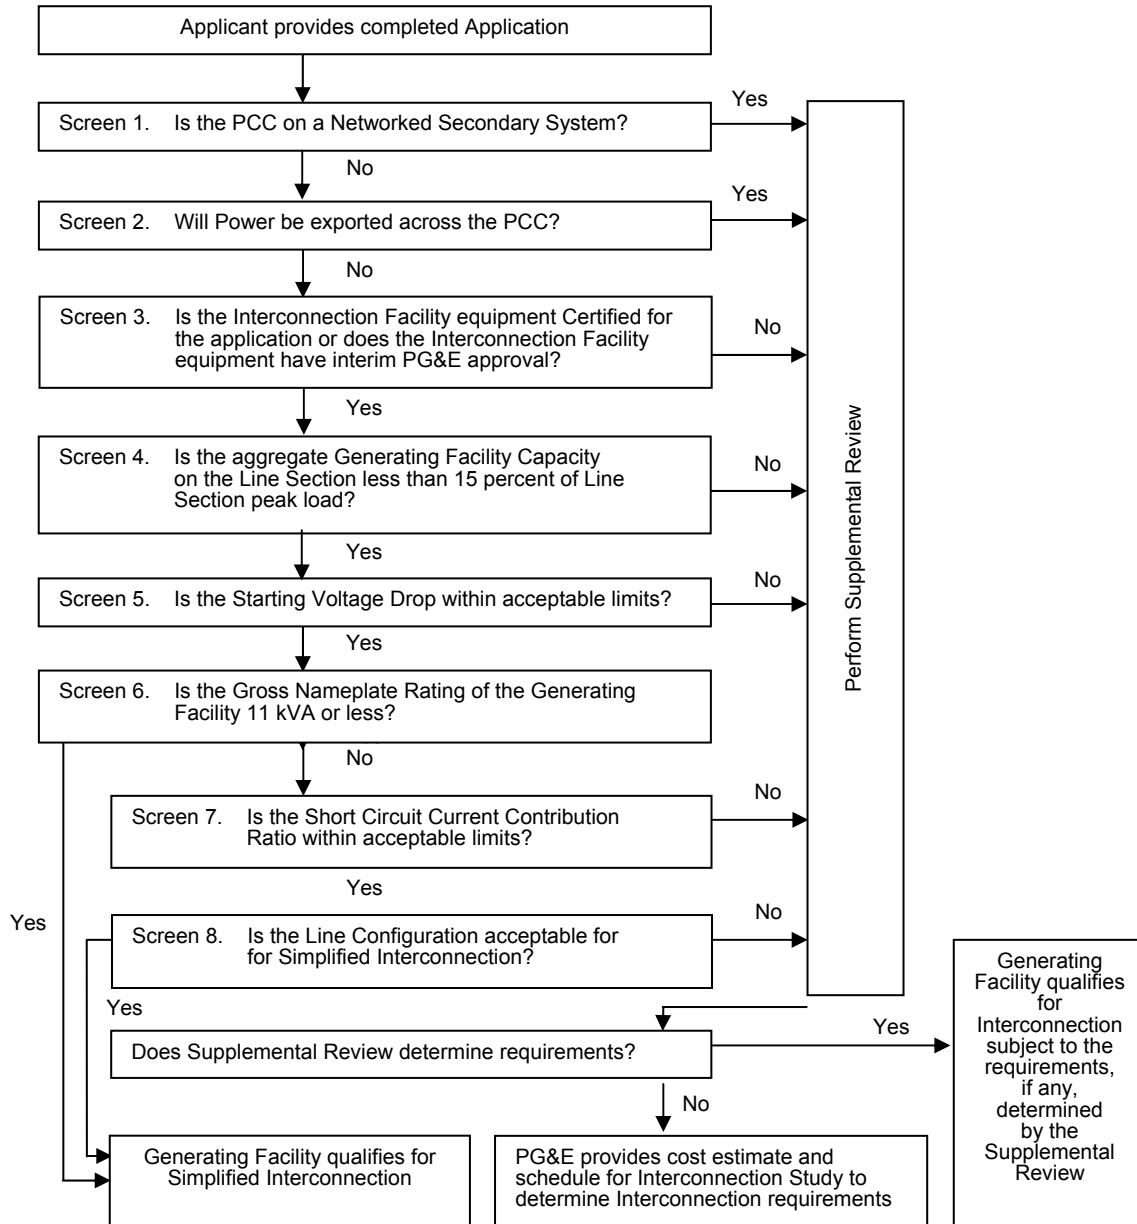 Applicant provides completed Application
Yes
Screen 1. Is the PCC on a Networked Secondary System?
No
Yes
Screen 2. Will Power be exported across the PCC?
No
Screen 3. Is the Interconnection Facility equipment Certified for
the application or does the Interconnection Facility
equipment have interim PG&E approval?
No
Yes
Screen 4. Is the aggregate Generating Facility Capacity
on the Line Section less than 15 percent of Line
Section peak load?
No
Yes
Screen 5. Is the Starting Voltage Drop within acceptable limits?
No
Yes
Screen 6. Is the Gross Nameplate Rating of the Generating
Facility 11 kVA or less?
No
Screen 7. Is the Short Circuit Current Contribution
Ratio within acceptable limits?
No
Yes
Yes
Screen 8. Is the Line Configuration acceptable for
for Simplified Interconnection?
No
Yes
Perform Supplemental Review
Does Supplemental Review determine requirements?
Yes
No
Generating
Facility qualifies
for
Interconnection
subject to the
requirements,
if any,
determined
by the
Supplemental
Review
Generating Facility qualifies for
Simplified Interconnection
PG&E provides cost estimate and
schedule for Interconnection Study to
determine Interconnection requirements